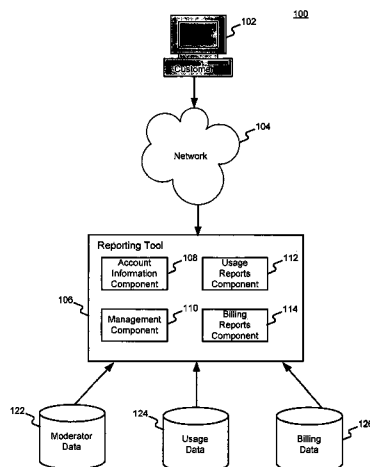 100
102
Customer
104
Network
Reporting Tool
Account
Information
Component
108
Usage
Reports
Component
112
106
Management
Component
110
Billing
Reports
Component
114
122
Moderator
Data
124
Usage
Data
Billing
Data
126